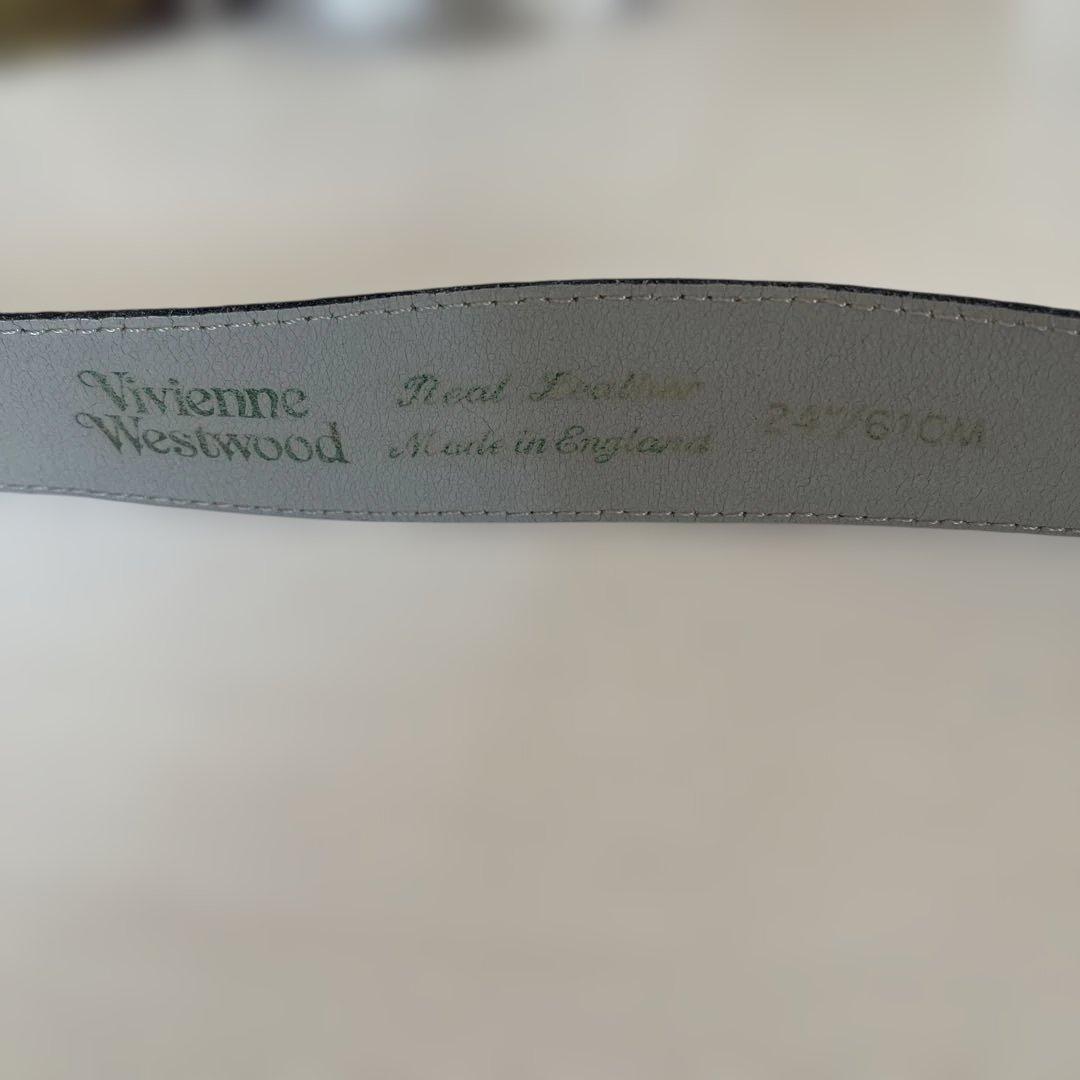 Vivienne
Westwood
Real Leather
Made in England
24"/61CM